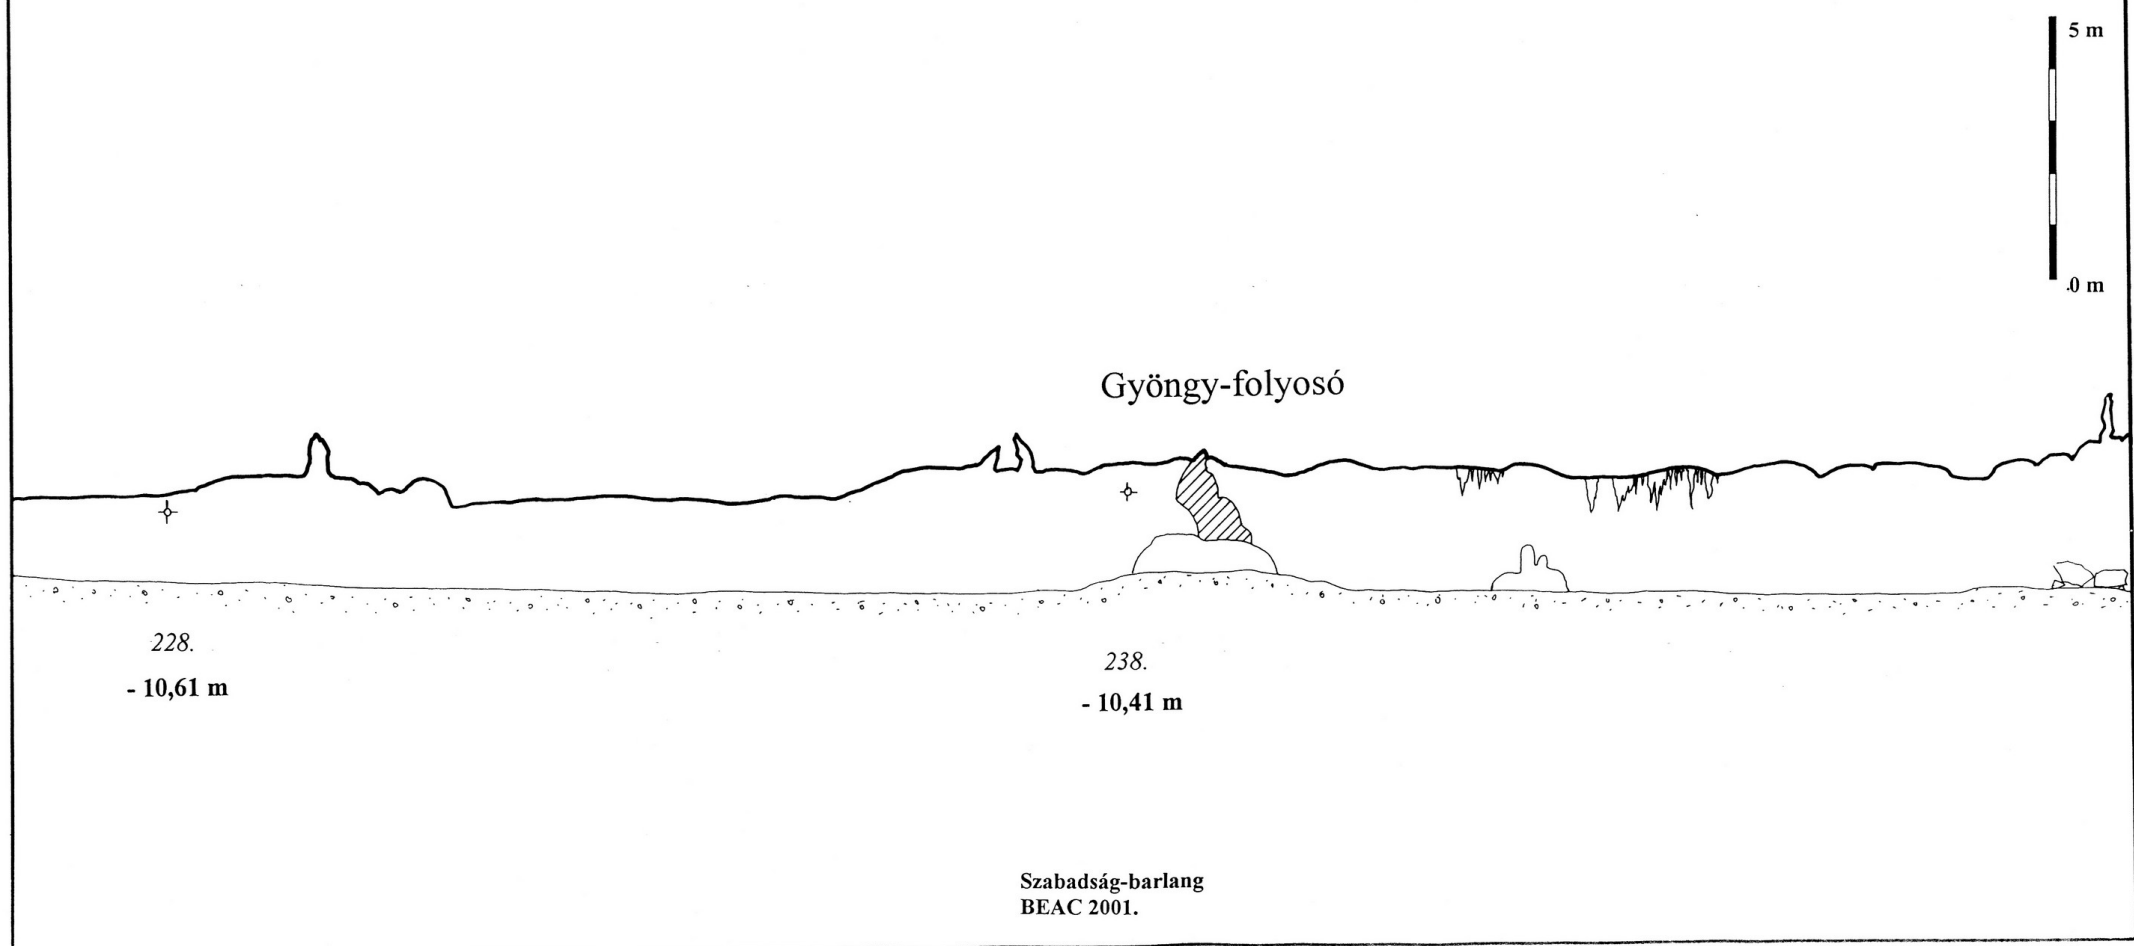 5 m
0 m
Gyöngy-folyosó
228.
- 10,61 m
238.
- 10,41 m
Szabadság-barlang
BEAC 2001.